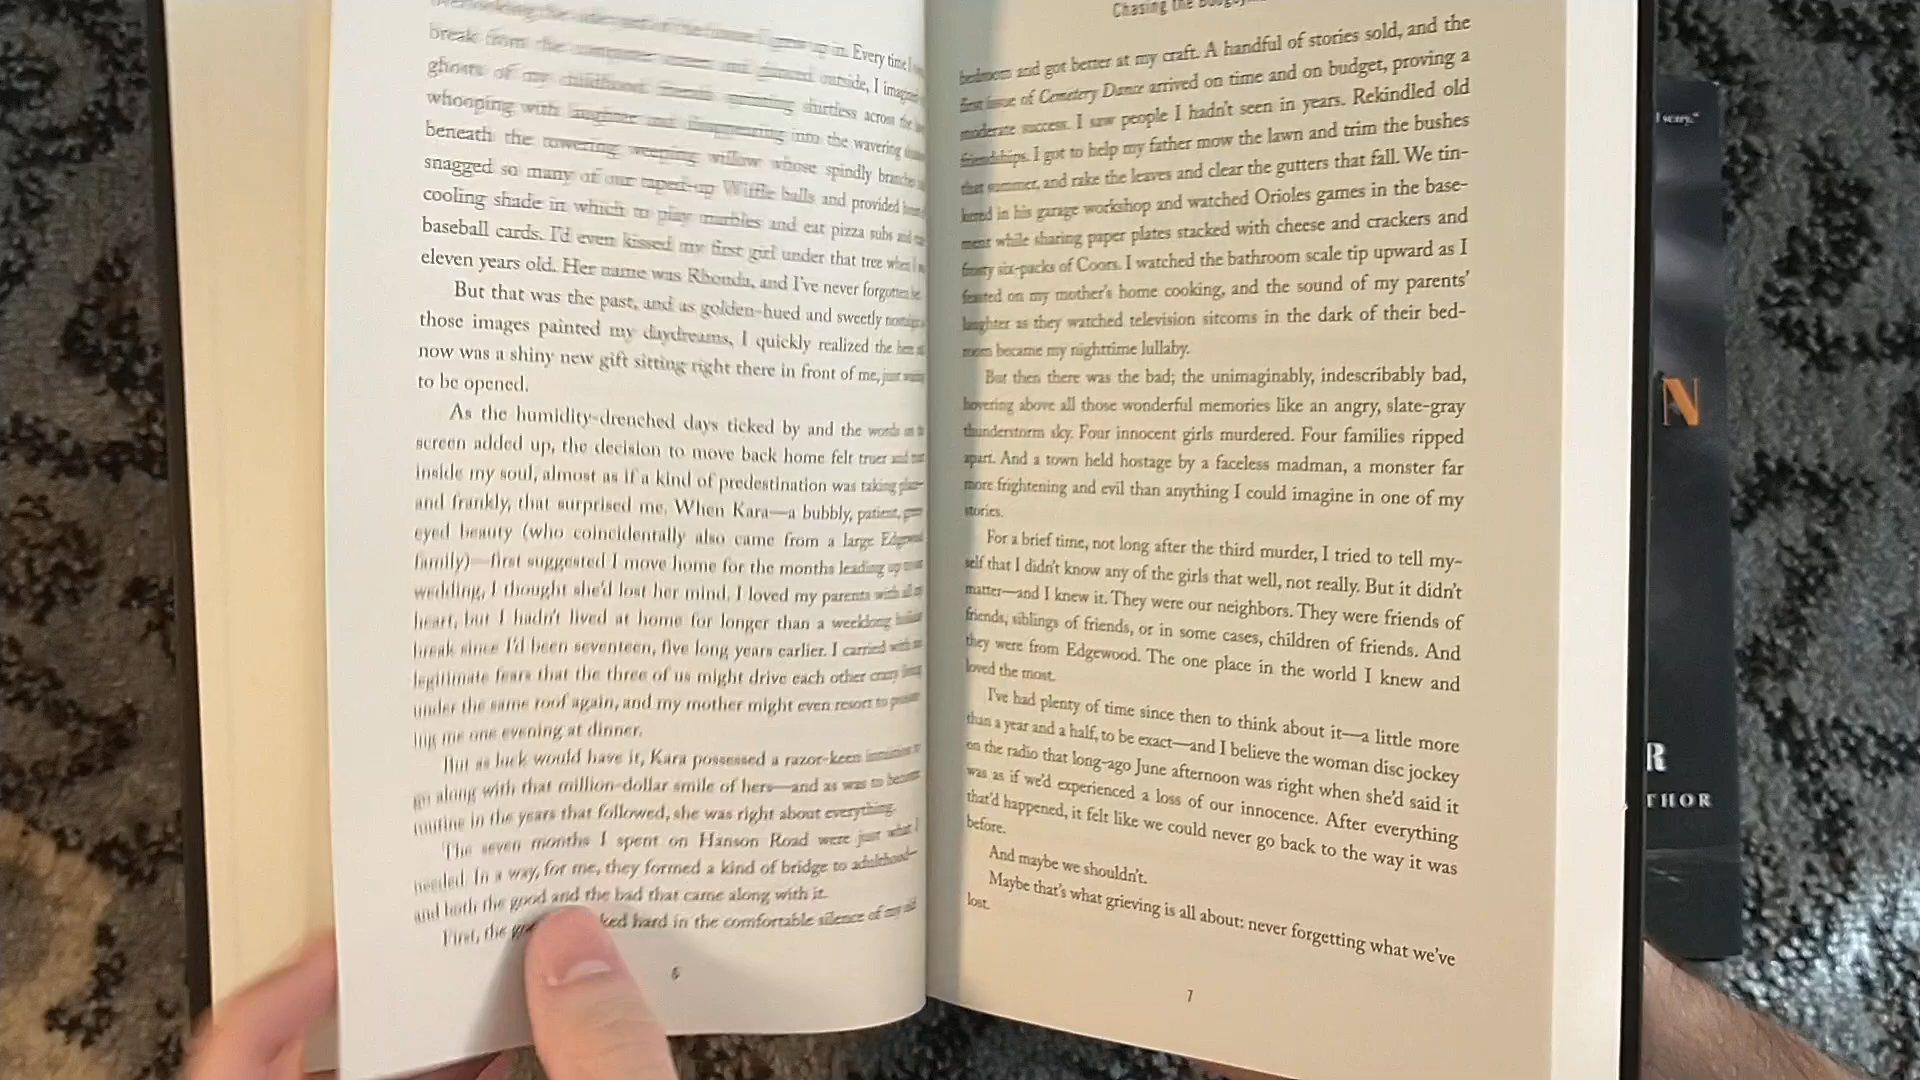 up in. Every time I
break from the computer screen and glanced outside, I imagined
ghosts of my childhood friends sprinting shirtless across the
whooping with laughter and disappearing into the wavering
beneath the towering weeping willow whose spindly branches
snagged so many of our taped-up Wiffle balls and provided
cooling shade in which to play marbles and eat pizza subs and
baseball cards. I'd even kissed my first girl under that tree when I
eleven years old. Her name was Rhonda, and I've never forgotten
But that was the past, and as golden-hued and sweetly
those images painted my daydreams, I quickly realized the
now was a shiny new gift sitting right there in front of me, just
to be opened.
As the humidity-drenched days ticked by and the words
screen added up, the decision to move back home felt truer and
inside my soul, almost as if a kind of predestination was taking
and frankly, that surprised me. When Kara—a bubbly, patient,
eyed beauty (who coincidentally also came from a large Edgewood
family)—first suggested I move home for the months leading up
wedding, I thought she'd lost her mind. I loved my parents with all
heart, but I hadn't lived at home for longer than a weeklong
break since I'd been seventeen, five long years earlier. I carried with
legitimate fears that the three of us might drive each other crazy
under the same roof again, and my mother might even resort to
ing me one evening at dinner.
But as luck would have it, Kara possessed a razor-keen
go along with that million-dollar smile of hers—and as was to become
routine in the years that followed, she was right about everything.
The seven months I spent on Hanson Road were just what I
needed. In a way, for me, they formed a kind of bridge to adulthood—
and both the good and the bad that came along with it.
First, the ked hard in the comfortable silence of my old
6
Chasing the
bedroom and got better at my craft. A handful of stories sold, and the
first issue of Cemetery Dance arrived on time and on budget, proving a
moderate success. I saw people I hadn't seen in years. Rekindled old
friendships. I got to help my father mow the lawn and trim the bushes
that summer, and rake the leaves and clear the gutters that fall. We tin-
kered in his garage workshop and watched Orioles games in the base-
ment while sharing paper plates stacked with cheese and crackers and
frosty six-packs of Coors. I watched the bathroom scale tip upward as I
feasted on my mother's home cooking, and the sound of my parents'
laughter as they watched television sitcoms in the dark of their bed-
room became my nighttime lullaby.
But then there was the bad; the unimaginably, indescribably bad,
hovering above all those wonderful memories like an angry, slate-gray
thunderstorm sky. Four innocent girls murdered. Four families ripped
apart. And a town held hostage by a faceless madman, a monster far
more frightening and evil than anything I could imagine in one of my
stories.
For a brief time, not long after the third murder, I tried to tell my-
self that I didn't know any of the girls that well, not really. But it didn't
matter—and I knew it. They were our neighbors. They were friends of
friends, siblings of friends, or in some cases, children of friends. And
they were from Edgewood. The one place in the world I knew and
loved the most.
I've had plenty of time since then to think about it—a little more
than a year and a half, to be exact—and I believe the woman disc jockey
on the radio that long-ago June afternoon was right when she'd said it
was as if we'd experienced a loss of our innocence. After everything
that'd happened, it felt like we could never go back to the way it was
before.
And maybe we shouldn't.
Maybe that's what grieving is all about: never forgetting what we've
lost.
7
I scary."
N
R
THOR